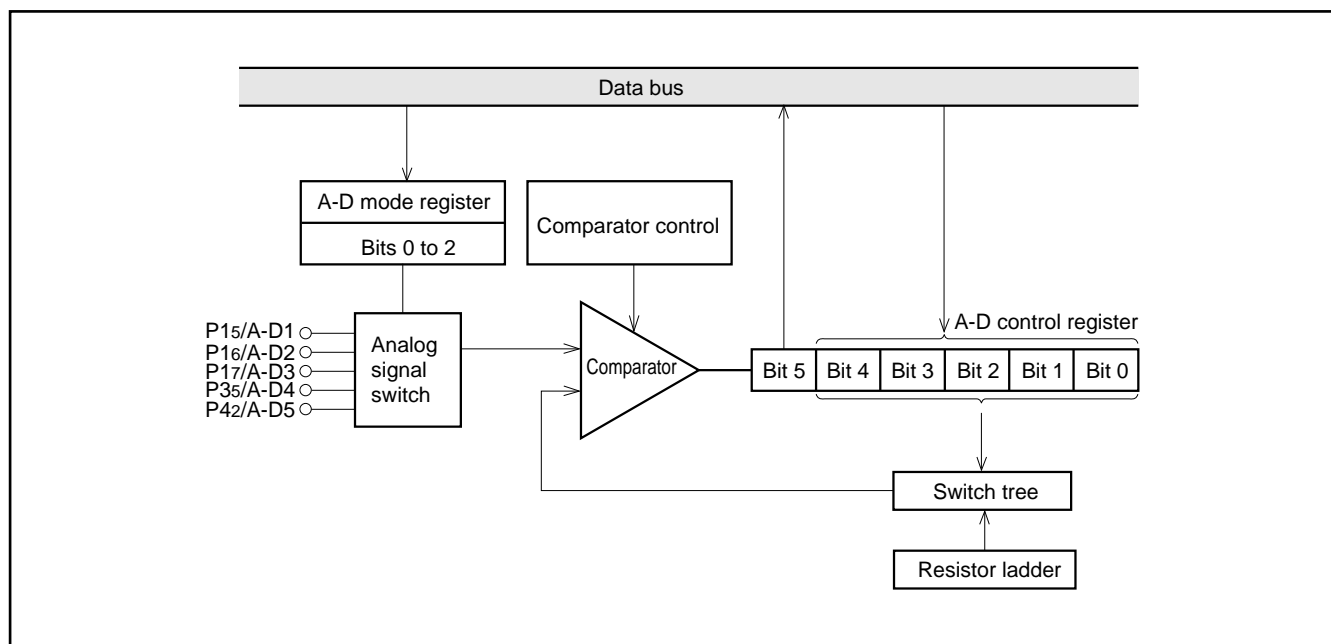 Data bus
A-D mode register
Bits 0 to 2
Comparator control
A-D control register
P15/A-D1
P16/A-D2
P17/A-D3
P35/A-D4
P42/A-D5
Analog
signal
switch
Comparator
Bit 5 Bit 4 Bit 3 Bit 2 Bit 1 Bit 0
Switch tree
Resistor ladder